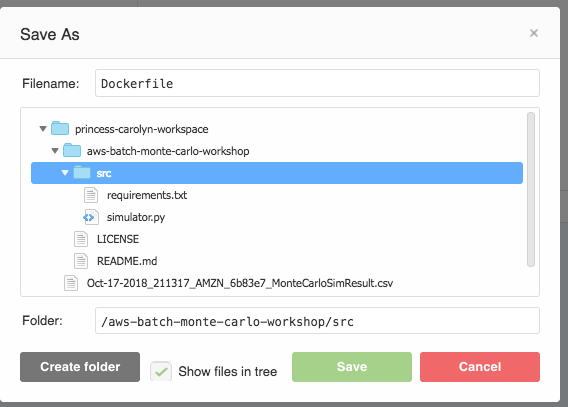 Save As
×
Filename: Dockerfile
princess-carolyn-workspace
aws-batch-monte-carlo-workshop
src
requirements.txt
simulator.py
LICENSE
README.md
Oct-17-2018_211317_AMZN_6b83e7_MonteCarloSimResult.csv
Folder: /aws-batch-monte-carlo-workshop/src
Create folder Show files in tree Save Cancel